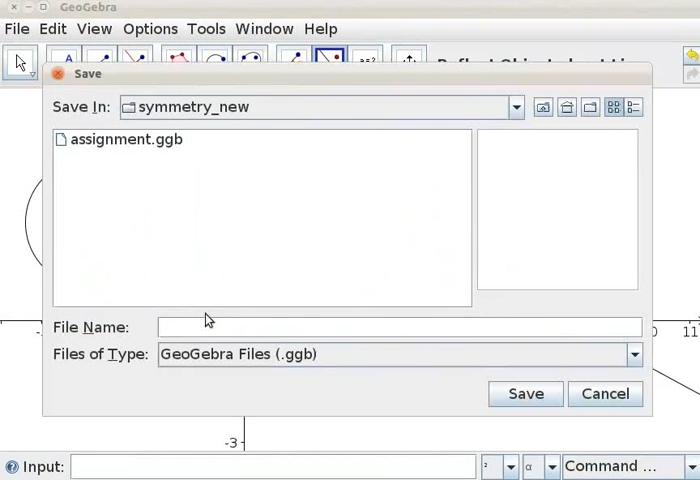 GeoGebra
File Edit View Options Tools Window Help
Save
Save In: symmetry_new
assignment.ggb
File Name:
Files of Type: GeoGebra Files (.ggb)
Save Cancel
-3
Input: Command ...